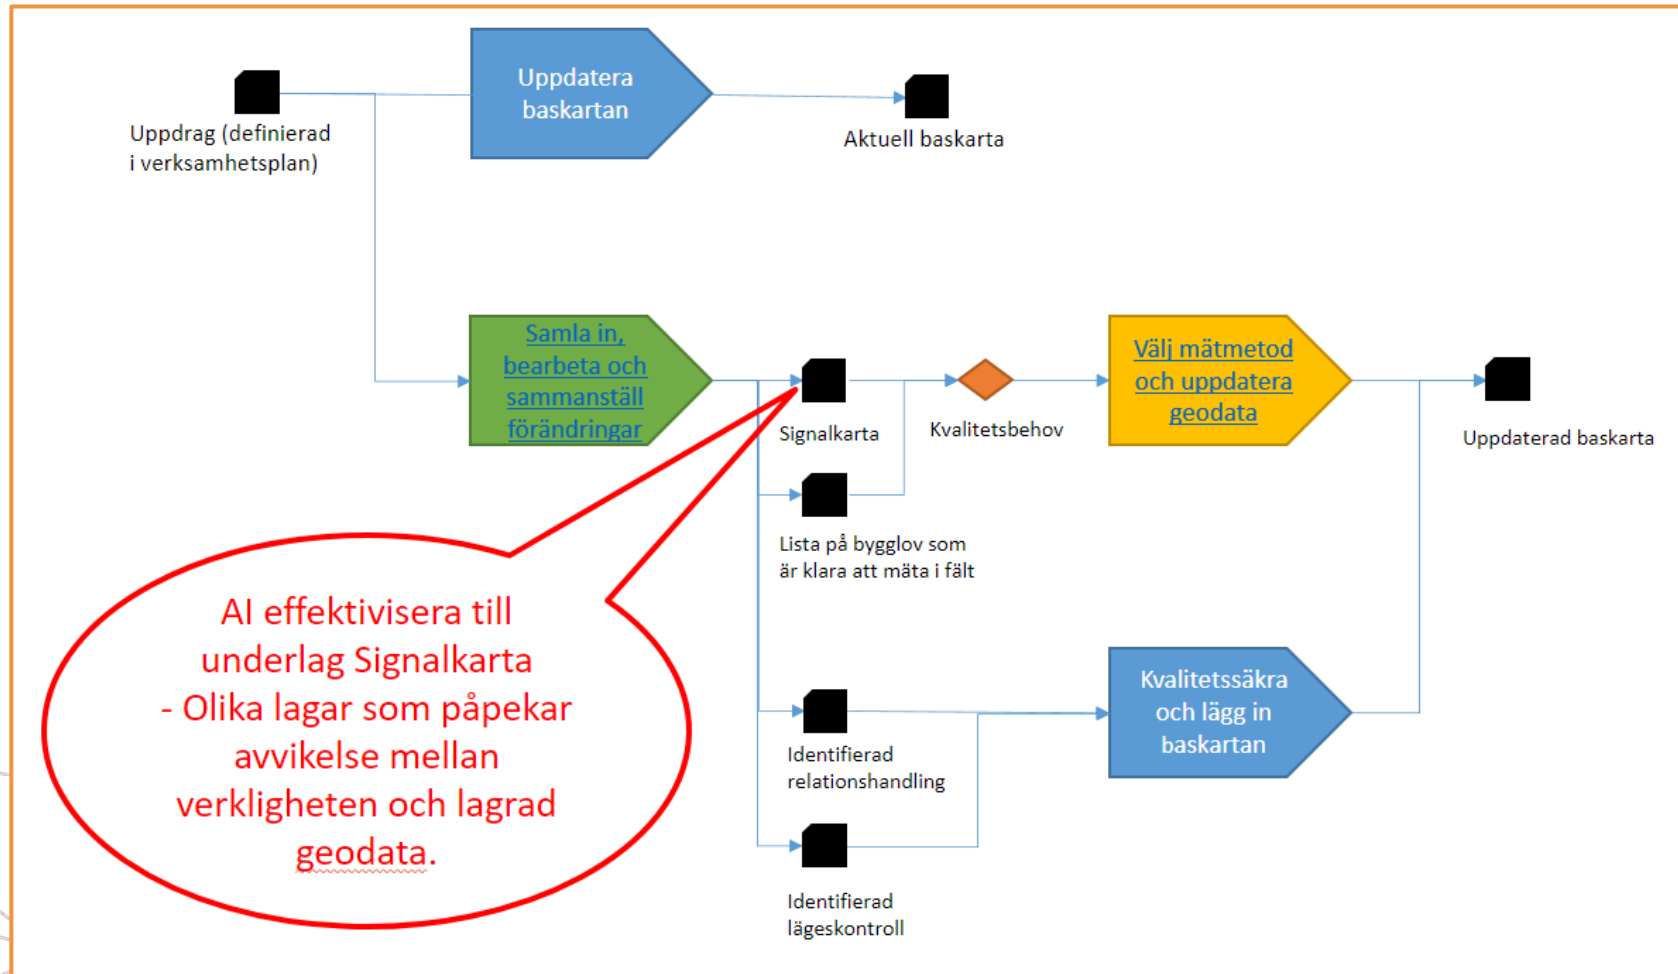 Uppdatera
baskartan
Uppdrag (definierad
i verksamhetsplan)
Aktuell baskarta
Samla in,
bearbeta och
sammanställ
förändringar
Signalkarta
Kvalitetsbehov
Välj mätmetod
och uppdatera
geodata
Uppdaterad baskarta
Lista på bygglov som
är klara att mäta i fält
AI effektivisera till
underlag Signalkarta
- Olika lagar som påpekar
avvikelse mellan
verkligheten och lagrad
geodata.
Kvalitetssäkra
och lägg in
baskartan
Identifierad
relationshandling
Identifierad
lägeskontroll